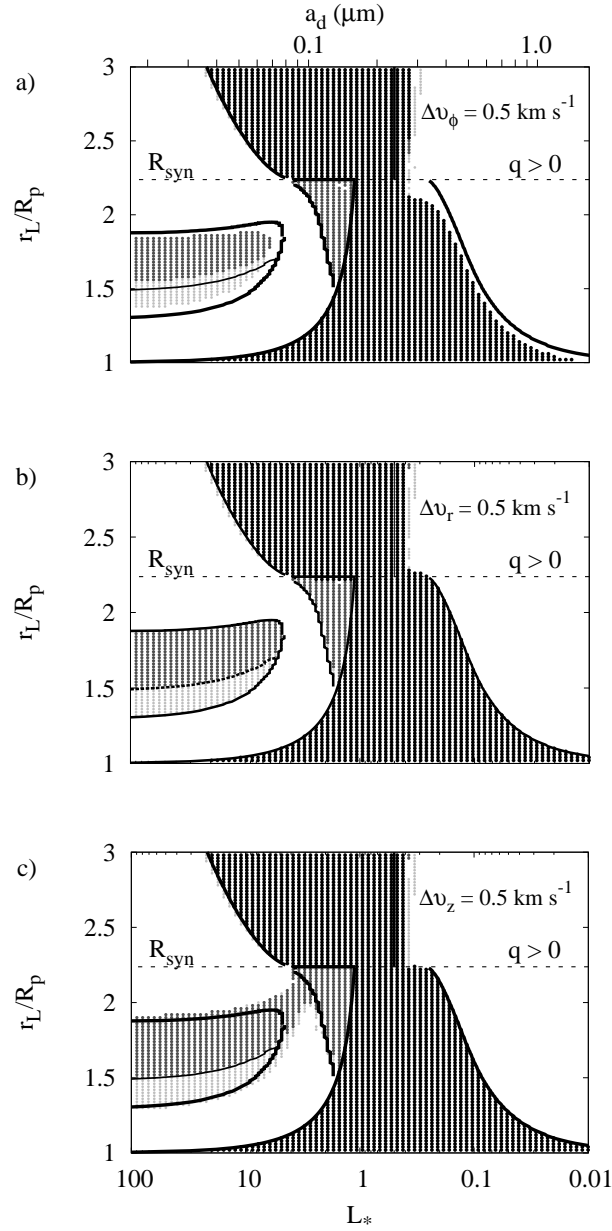 a_d (μm)
0.1 1.0
a)
3
Δυ_ϕ = 0.5 km s⁻¹
2.5
R_syn
q > 0
r_L/R_p
2
1.5
1
b)
3
Δυ_r = 0.5 km s⁻¹
2.5
R_syn
q > 0
r_L/R_p
2
1.5
1
c)
3
Δυ_z = 0.5 km s⁻¹
2.5
R_syn
q > 0
r_L/R_p
2
1.5
1
100 10 1 0.1 0.01
L_*